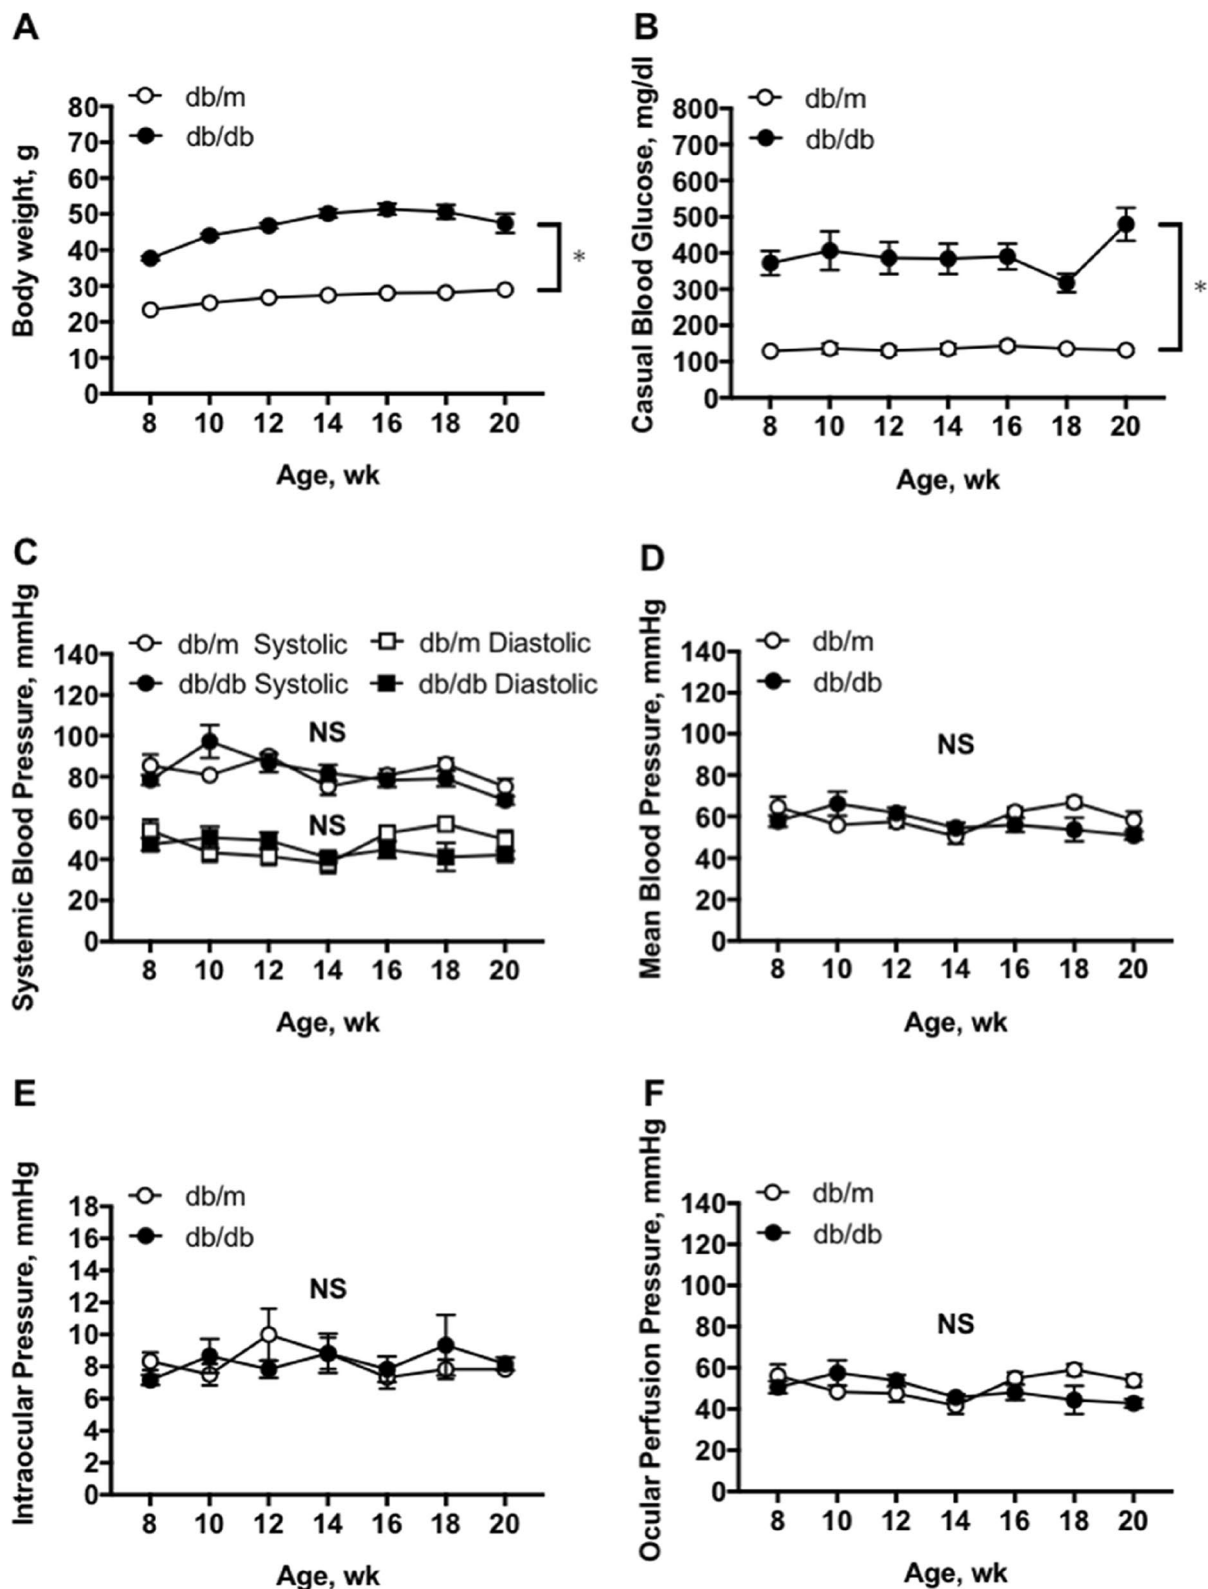 A
db/m
db/db
Body weight, g
80
70
60
50
40
30
20
10
0
*
8 10 12 14 16 18 20
Age, wk
B
db/m
db/db
Casual Blood Glucose, mg/dl
800
700
600
500
400
300
200
100
0
*
8 10 12 14 16 18 20
Age, wk
C
db/m Systolic
db/m Diastolic
db/db Systolic
db/db Diastolic
Systemic Blood Pressure, mmHg
140
120
100
80
60
40
20
0
NS
NS
8 10 12 14 16 18 20
Age, wk
D
db/m
db/db
Mean Blood Pressure, mmHg
140
120
100
80
60
40
20
0
NS
8 10 12 14 16 18 20
Age, wk
E
db/m
db/db
Intraocular Pressure, mmHg
18
16
14
12
10
8
6
4
2
0
NS
8 10 12 14 16 18 20
Age, wk
F
db/m
db/db
Ocular Perfusion Pressure, mmHg
140
120
100
80
60
40
20
0
NS
8 10 12 14 16 18 20
Age, wk